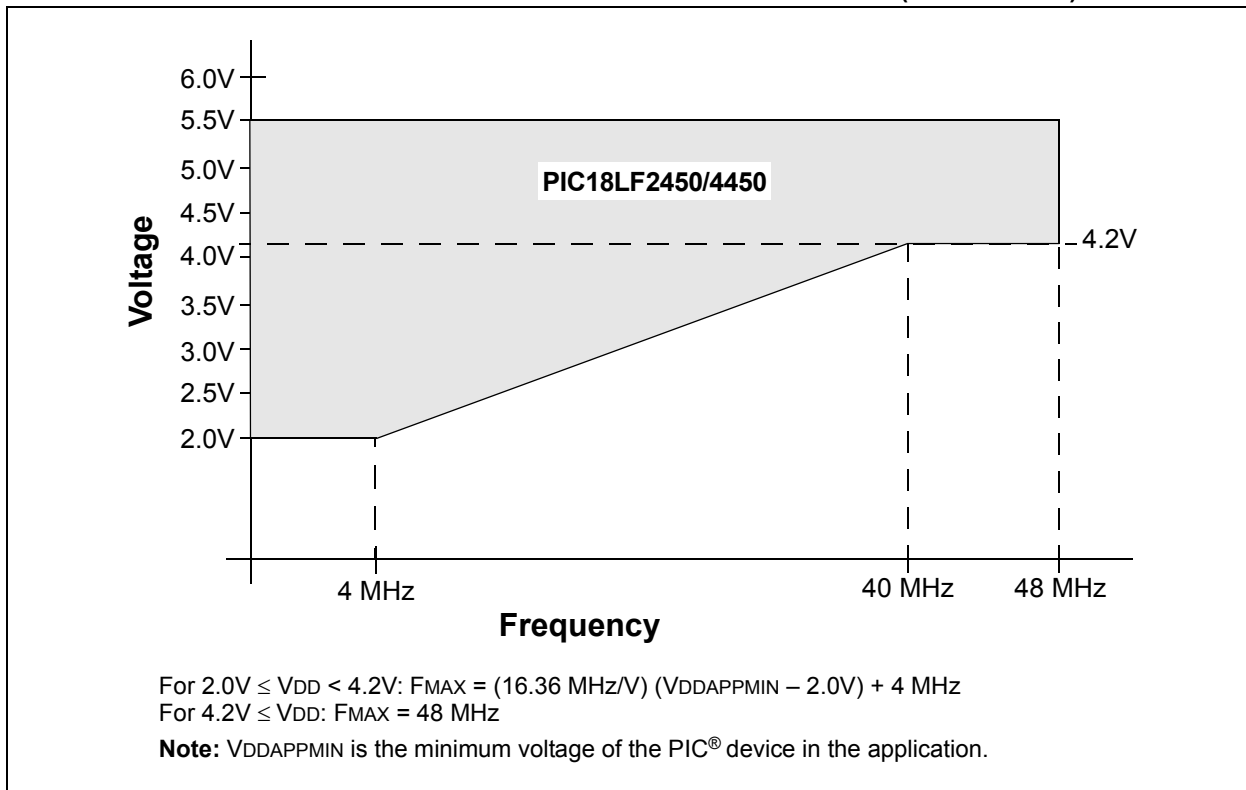 6.0V
5.5V
5.0V
4.5V
4.0V
3.5V
3.0V
2.5V
2.0V
Voltage
PIC18LF2450/4450
4.2V
4 MHz
40 MHz
48 MHz
Frequency
For 2.0V ≤ VDD < 4.2V: FMAX = (16.36 MHz/V) (VDDAPPMIN – 2.0V) + 4 MHz
For 4.2V ≤ VDD: FMAX = 48 MHz
Note: VDDAPPMIN is the minimum voltage of the PIC® device in the application.